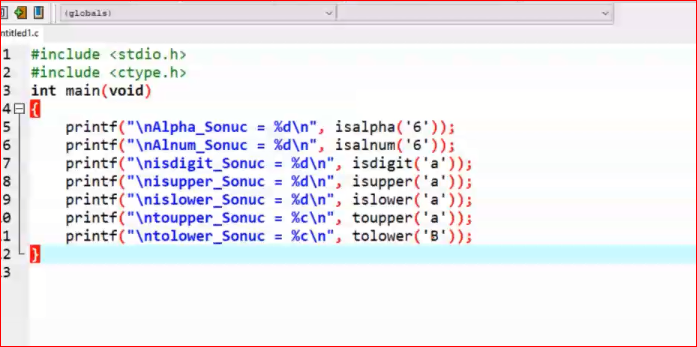 (globals)
ntitled1.c
1 #include <stdio.h>
2 #include <ctype.h>
3 int main(void)
4 {
5 printf("\nAlpha_Sonuc = %d\n", isalpha('6'));
6 printf("\nAlnum_Sonuc = %d\n", isalnum('6'));
7 printf("\nisdigit_Sonuc = %d\n", isdigit('a'));
8 printf("\nisupper_Sonuc = %d\n", isupper('a'));
9 printf("\nislower_Sonuc = %d\n", islower('a'));
0 printf("\ntoupper_Sonuc = %c\n", toupper('a'));
1 printf("\ntolower_Sonuc = %c\n", tolower('B'));
2 }
3